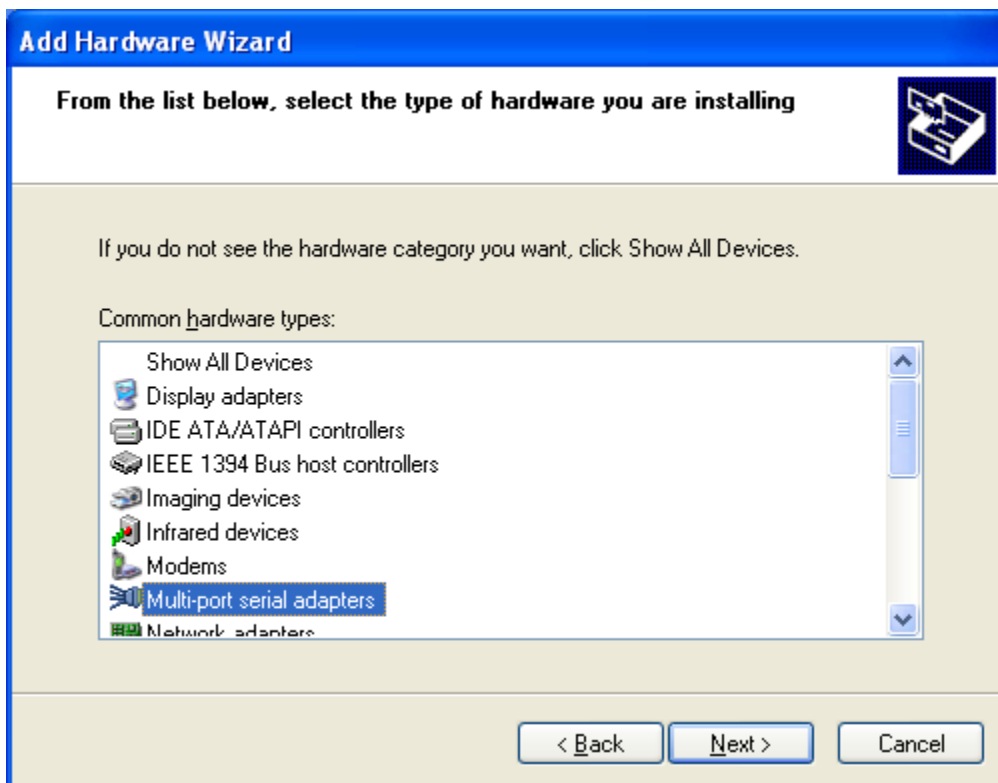 Add Hardware Wizard
From the list below, select the type of hardware you are installing
If you do not see the hardware category you want, click Show All Devices.
Common hardware types:
Show All Devices
Display adapters
IDE ATA/ATAPI controllers
IEEE 1394 Bus host controllers
Imaging devices
Infrared devices
Modems
Multi-port serial adapters
Network adapters
< Back Next > Cancel